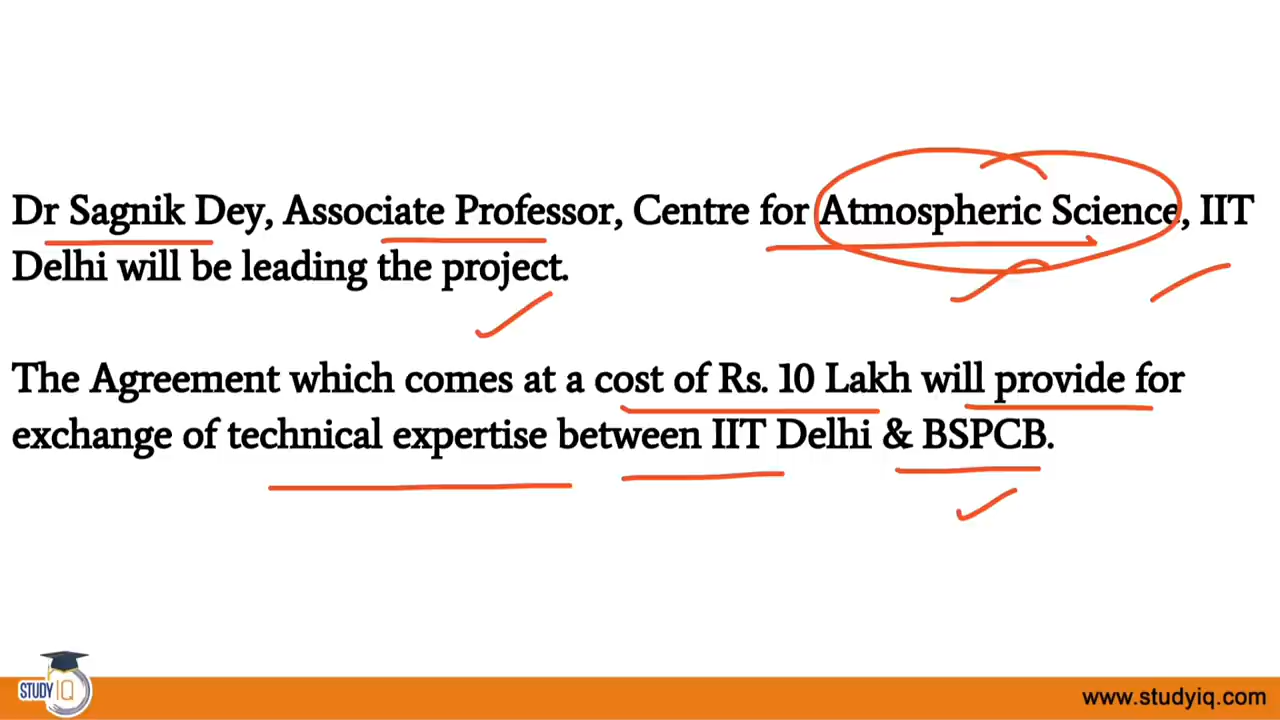 Dr Sagnik Dey, Associate Professor, Centre for Atmospheric Science, IIT
Delhi will be leading the project.
The Agreement which comes at a cost of Rs. 10 Lakh will provide for
exchange of technical expertise between IIT Delhi & BSPCB.
STUDY IQ
www.studyiq.com